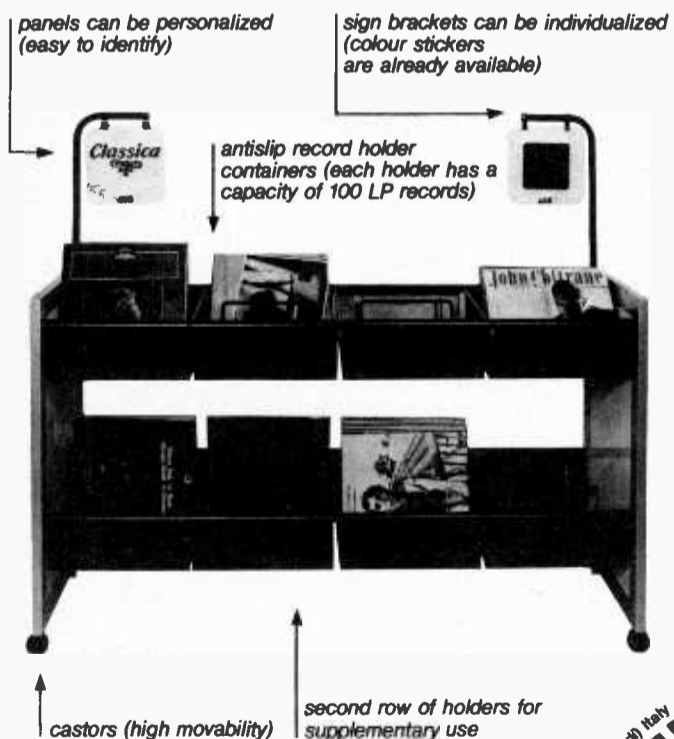 panels can be personalized
(easy to identify)
sign brackets can be individualized
(colour stickers
are already available)
Classica
antislip record holder
containers (each holder has a
capacity of 100 LP records)
John Coltrane
castors (high movability)
second row of holders for
supplementary use
Italy